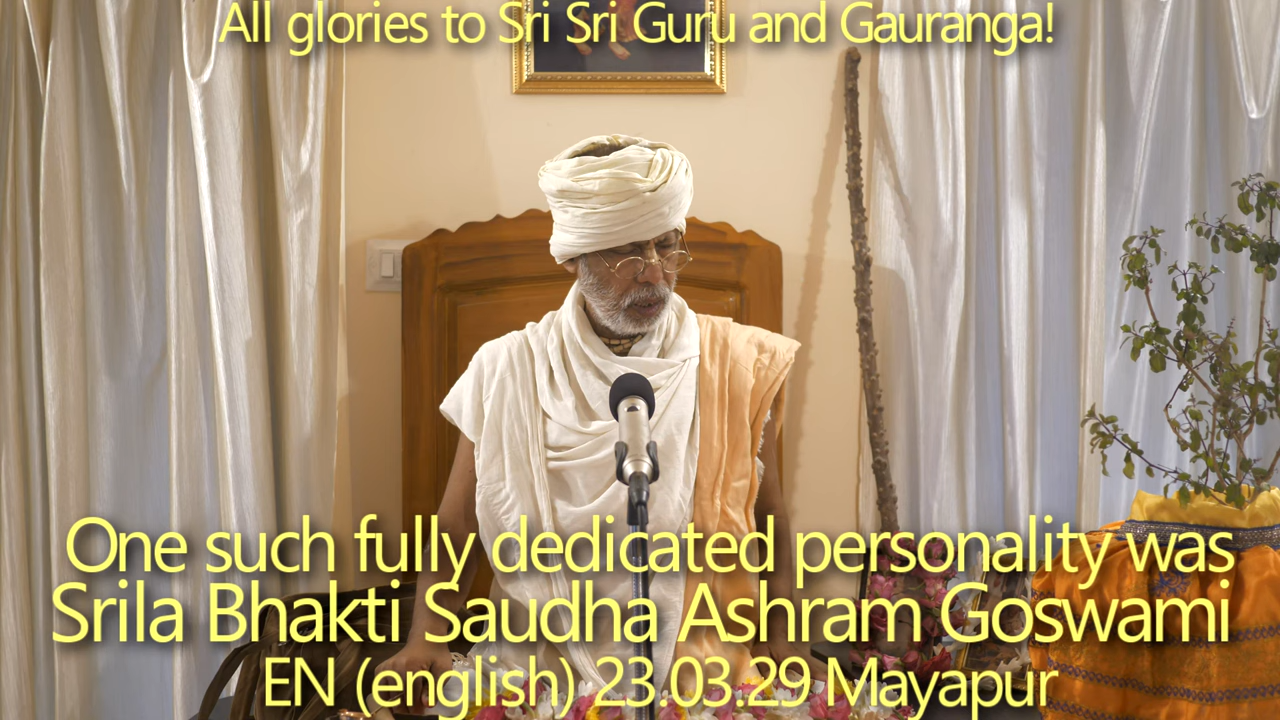 All glories to Sri Sri Guru and Gauranga!
One such fully dedicated personality was
Srila Bhakti Saudha Ashram Goswami
EN (english) 23.03.29 Mayapur